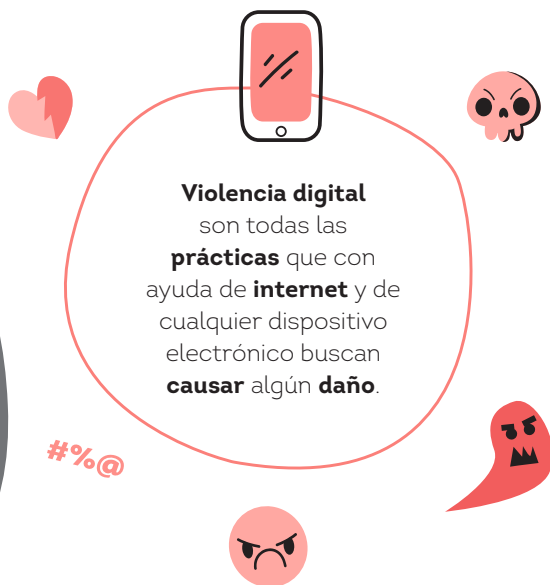 Violencia digital
son todas las
prácticas que con
ayuda de internet y de
cualquier dispositivo
electrónico buscan
causar algún daño.
#%@